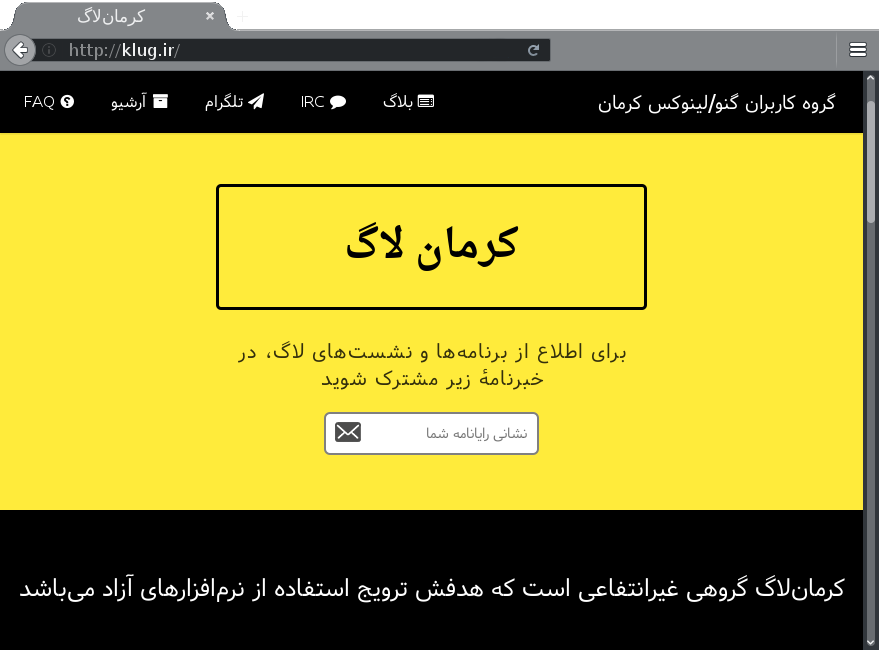 کرمان‌لاگ
http://klug.ir/
گروه کاربران گنو/لینوکس کرمان
بلاگ
IRC
تلگرام
آرشیو
FAQ
کرمان لاگ
برای اطلاع از برنامه‌ها و نشست‌های لاگ، در
خبرنامهٔ زیر مشترک شوید
نشانی رایانامه شما
کرمان‌لاگ گروهی غیرانتفاعی است که هدفش ترویج استفاده از نرم‌افزارهای آزاد می‌باشد